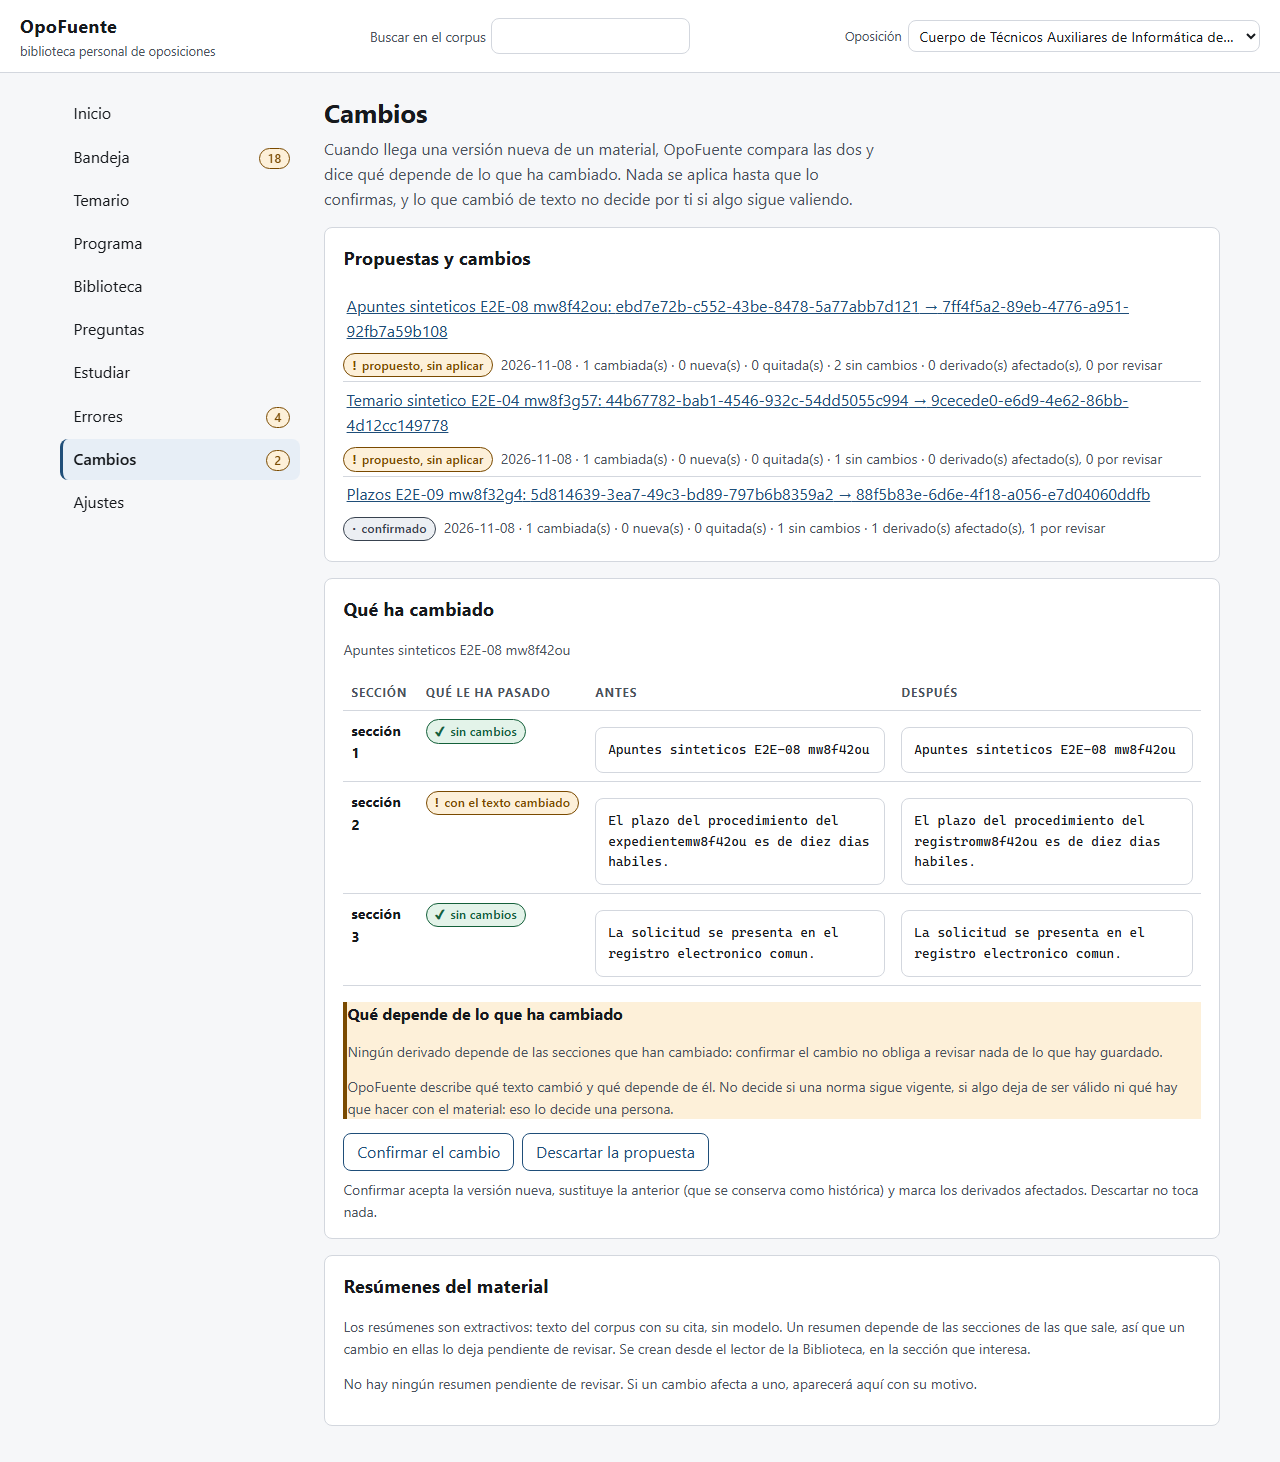 OpoFuente
biblioteca personal de oposiciones
Buscar en el corpus
Oposición
Cuerpo de Técnicos Auxiliares de Informática de...
Inicio
Bandeja 18
Temario
Programa
Biblioteca
Preguntas
Estudiar
Errores 4
Cambios 2
Ajustes
Cambios
Cuando llega una versión nueva de un material, OpoFuente compara las dos y
dice qué depende de lo que ha cambiado. Nada se aplica hasta que lo
confirmas, y lo que cambió de texto no decide por ti si algo sigue valiendo.
Propuestas y cambios
Apuntes sinteticos E2E-08 mw8f42ou: ebd7e72b-c552-43be-8478-5a77abb7d121 → 7ff4f5a2-89eb-4776-a951-
92fb7a59b108
! propuesto, sin aplicar 2026-11-08 · 1 cambiada(s) · 0 nueva(s) · 0 quitada(s) · 2 sin cambios · 0 derivado(s) afectado(s), 0 por revisar
Temario sintetico E2E-04 mw8f3g57: 44b67782-bab1-4546-932c-54dd5055c994 → 9cecede0-e6d9-4e62-86bb-
4d12cc149778
! propuesto, sin aplicar 2026-11-08 · 1 cambiada(s) · 0 nueva(s) · 0 quitada(s) · 1 sin cambios · 0 derivado(s) afectado(s), 0 por revisar
Plazos E2E-09 mw8f32g4: 5d814639-3ea7-49c3-bd89-797b6b8359a2 → 88f5b83e-6d6e-4f18-a056-e7d04060ddfb
· confirmado 2026-11-08 · 1 cambiada(s) · 0 nueva(s) · 0 quitada(s) · 1 sin cambios · 1 derivado(s) afectado(s), 1 por revisar
Qué ha cambiado
Apuntes sinteticos E2E-08 mw8f42ou
SECCIÓN QUÉ LE HA PASADO ANTES DESPUÉS
sección
1
✓ sin cambios
Apuntes sinteticos E2E-08 mw8f42ou
Apuntes sinteticos E2E-08 mw8f42ou
sección
2
! con el texto cambiado
El plazo del procedimiento del
expedientemw8f42ou es de diez dias
habiles.
El plazo del procedimiento del
registromw8f42ou es de diez dias
habiles.
sección
3
✓ sin cambios
La solicitud se presenta en el
registro electronico comun.
La solicitud se presenta en el
registro electronico comun.
Qué depende de lo que ha cambiado
Ningún derivado depende de las secciones que han cambiado: confirmar el cambio no obliga a revisar nada de lo que hay guardado.
OpoFuente describe qué texto cambió y qué depende de él. No decide si una norma sigue vigente, si algo deja de ser válido ni qué hay
que hacer con el material: eso lo decide una persona.
Confirmar el cambio
Descartar la propuesta
Confirmar acepta la versión nueva, sustituye la anterior (que se conserva como histórica) y marca los derivados afectados. Descartar no toca
nada.
Resúmenes del material
Los resúmenes son extractivos: texto del corpus con su cita, sin modelo. Un resumen depende de las secciones de las que sale, así que un
cambio en ellas lo deja pendiente de revisar. Se crean desde el lector de la Biblioteca, en la sección que interesa.
No hay ningún resumen pendiente de revisar. Si un cambio afecta a uno, aparecerá aquí con su motivo.